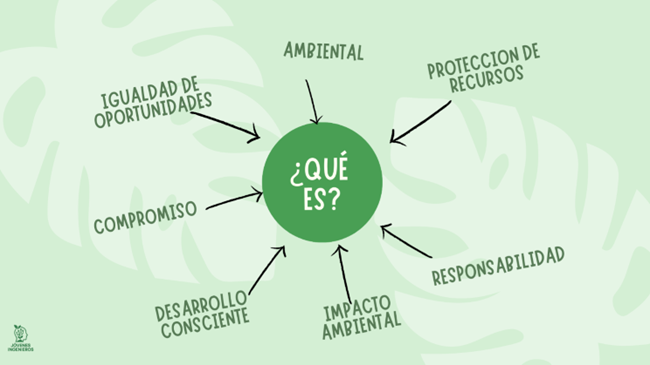 AMBIENTAL
PROTECCION DE
RECURSOS
IGUALDAD DE
OPORTUNIDADES
¿QUÉ
ES?
COMPROMISO
RESPONSABILIDAD
DESARROLLO
CONSCIENTE
IMPACTO
AMBIENTAL
JÓVENES
INGENIEROS